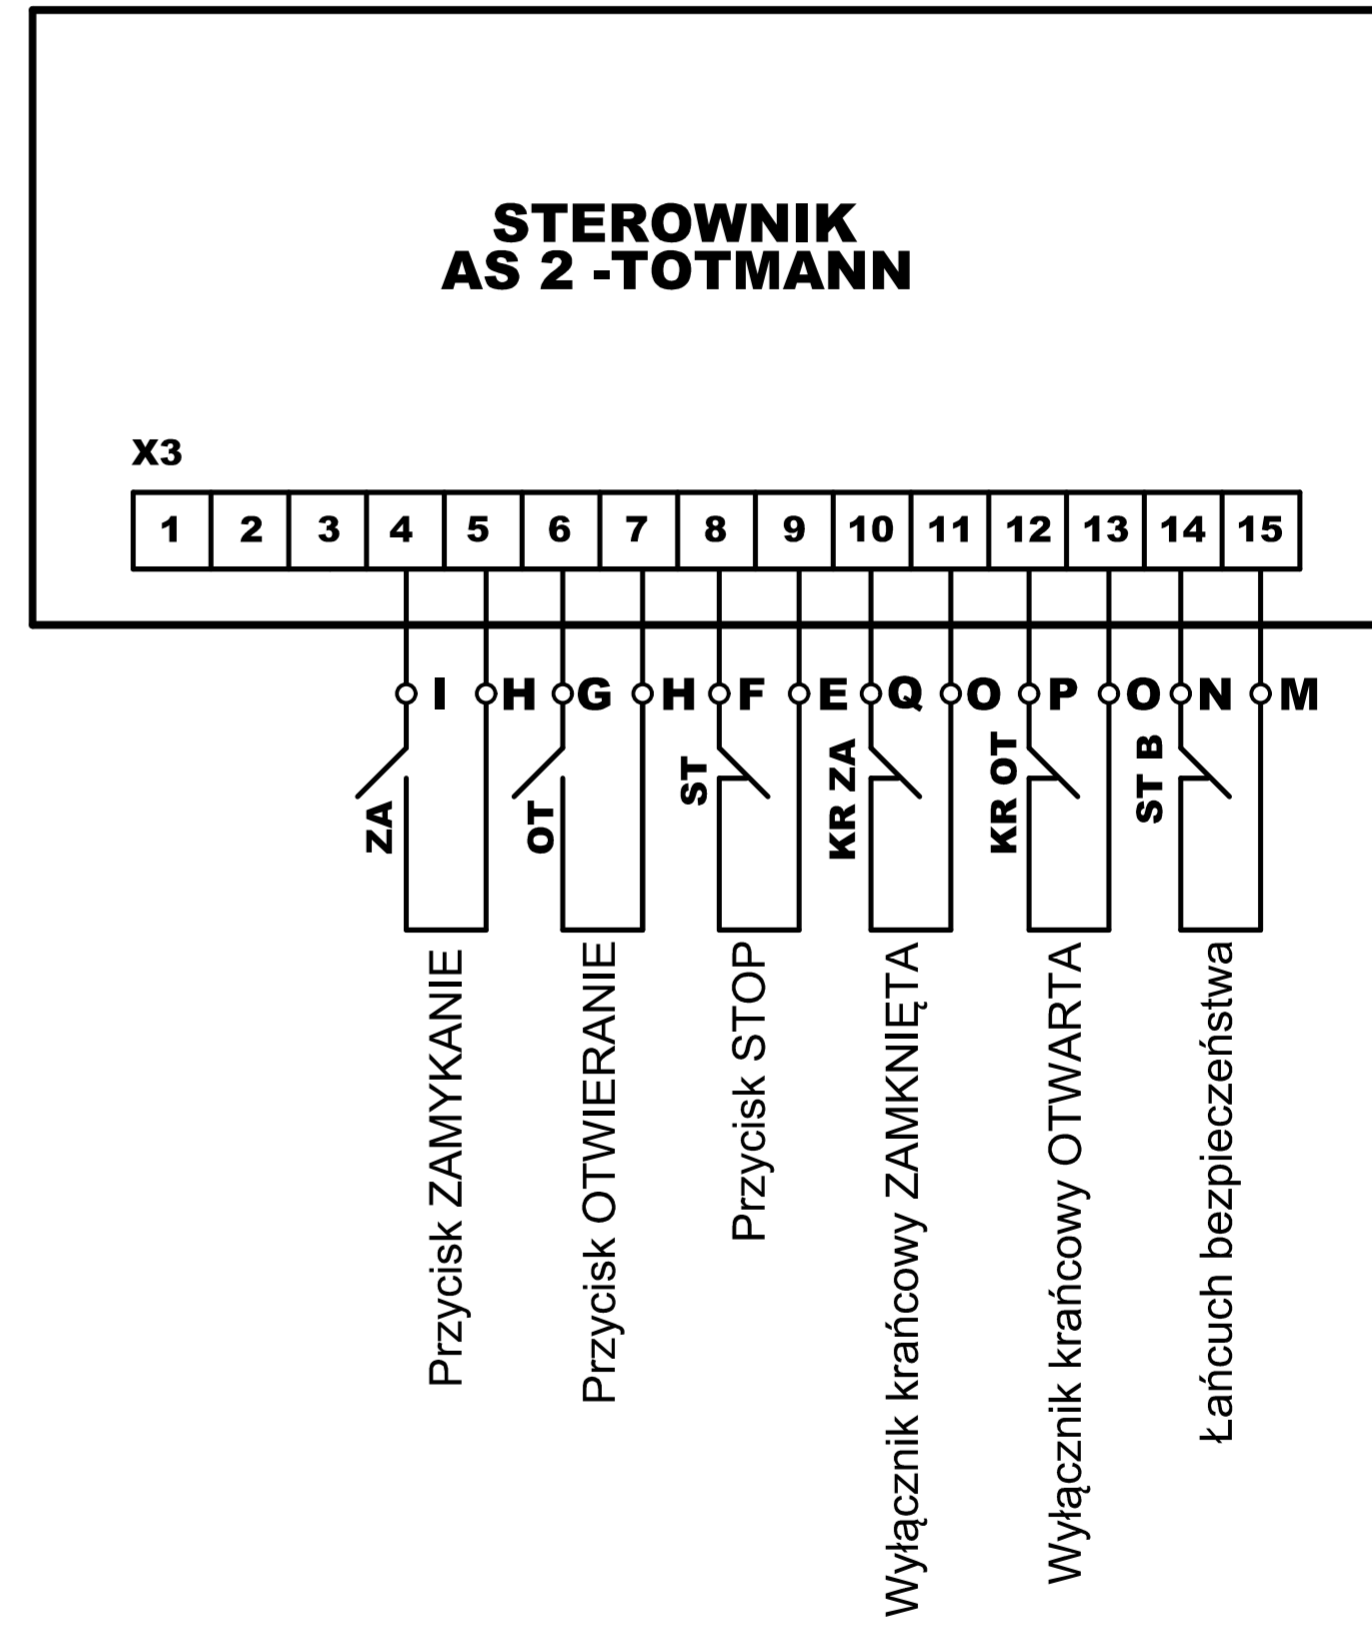 STEROWNIK
AS 2 -TOTMANN
X3
1 2 3 4 5 6 7 8 9 10 11 12 13 14 15
I H G H F E Q O P O N M
ZA
OT
ST
KR ZA
KR OT
ST B
Przycisk ZAMYKANIE
Przycisk OTWIERANIE
Przycisk STOP
Wyłącznik krańcowy ZAMKNIĘTA
Wyłącznik krańcowy OTWARTA
Łańcuch bezpieczeństwa